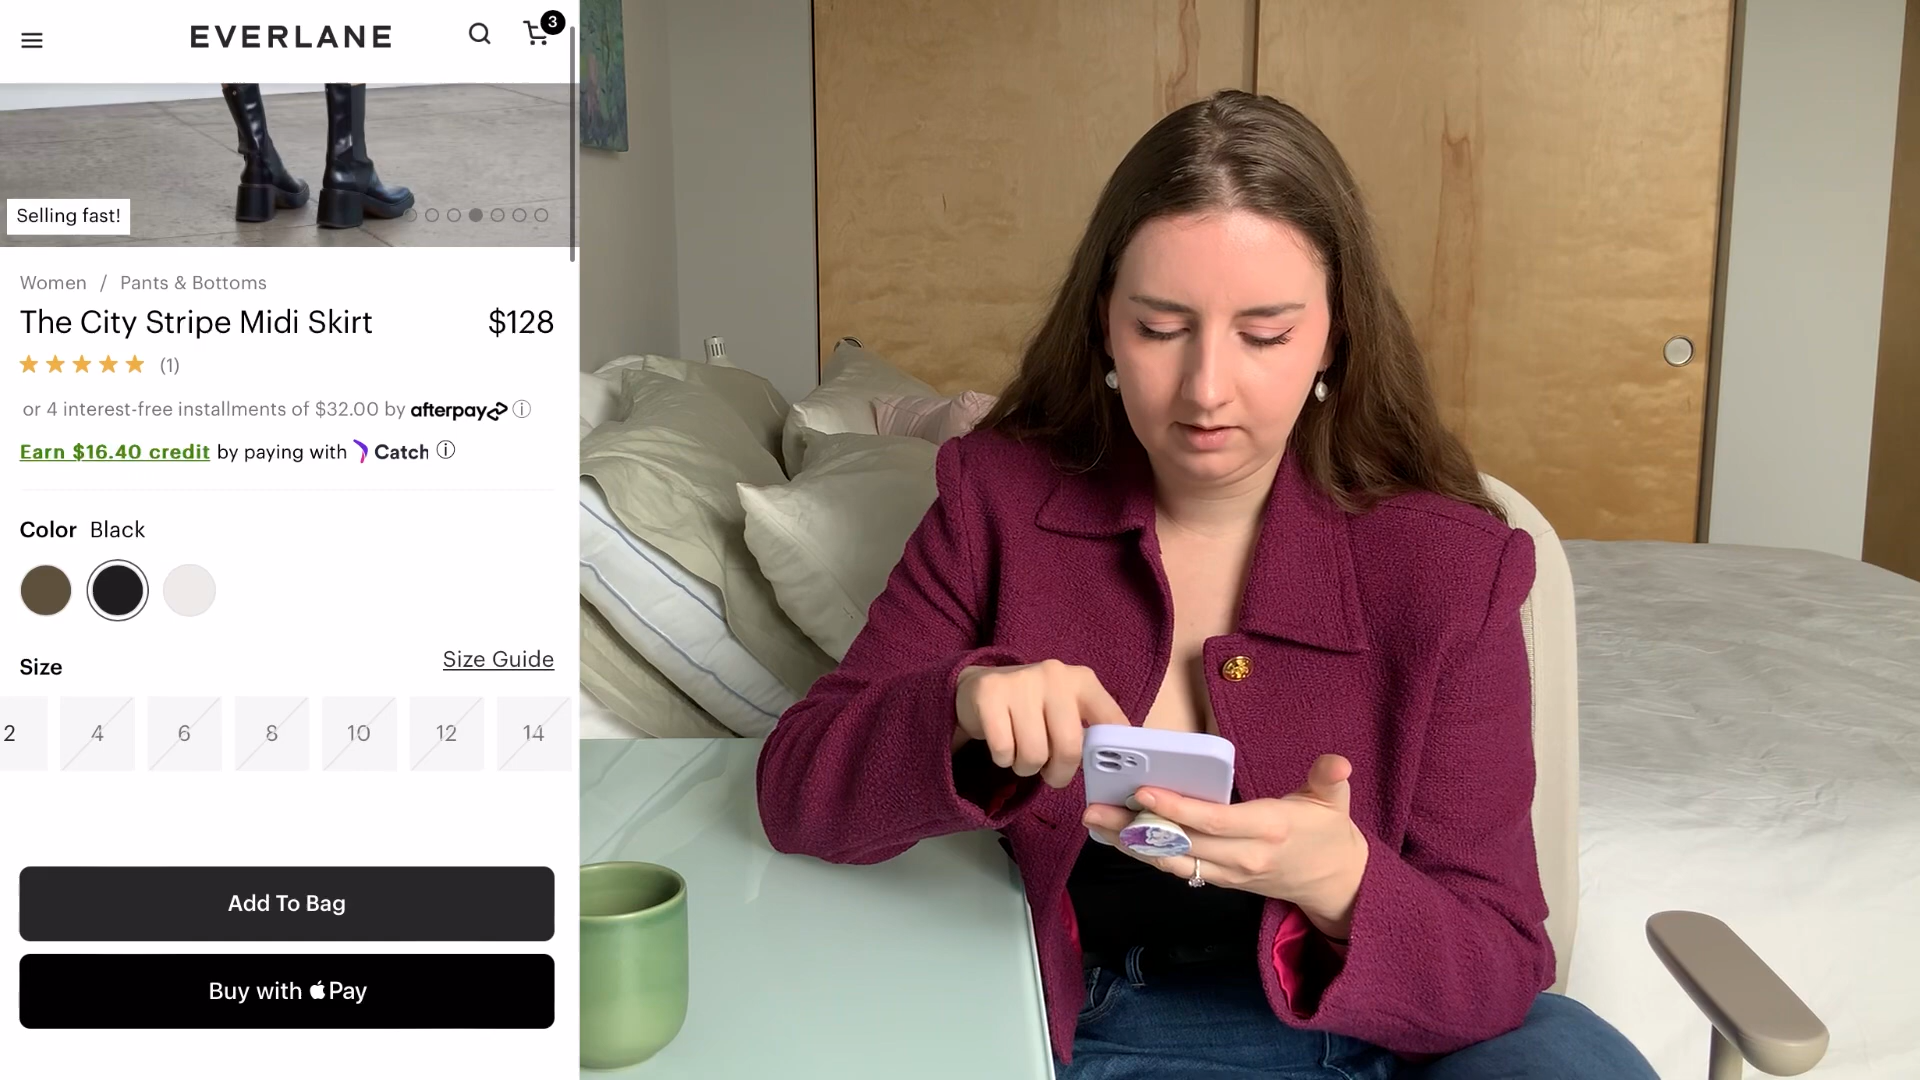 EVERLANE
3
Selling fast!
Women / Pants & Bottoms
The City Stripe Midi Skirt $128
(1)
or 4 interest-free installments of $32.00 by afterpay
Earn $16.40 credit by paying with Catch
Color Black
Size Size Guide
2 4 6 8 10 12 14
Add To Bag
Buy with Pay